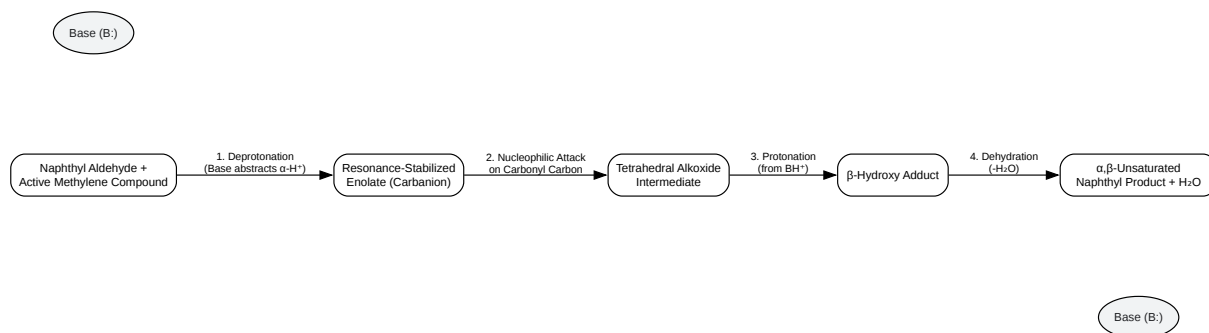 Base (B:)
Naphthyl Aldehyde +
Active Methylene Compound
1. Deprotonation
(Base abstracts α-H⁺)
Resonance-Stabilized
Enolate (Carbanion)
2. Nucleophilic Attack
on Carbonyl Carbon
Tetrahedral Alkoxide
Intermediate
3. Protonation
(from BH⁺)
β-Hydroxy Adduct
4. Dehydration
(-H₂O)
α,β-Unsaturated
Naphthyl Product + H₂O
Base (B:)